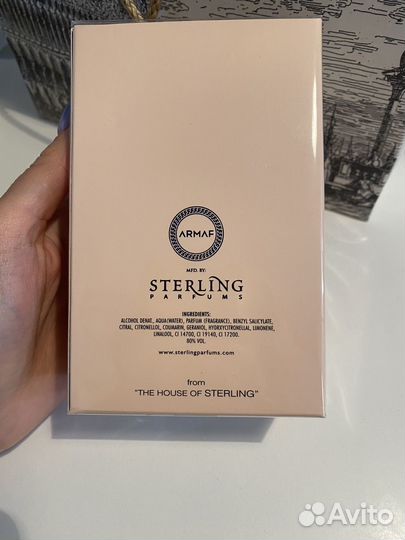 ARMAF
MFD. BY:
STERLING
PARFUMS
INGREDIENTS:
ALCOHOL DENAT., AQUA(WATER), PARFUM (FRAGRANCE), BENZYL SALICYLATE,
CITRAL, CITRONELLOL, COUMARIN, GERANIOL, HYDRXYCITRONELLAL, LIMONENE,
LINALOOL, CI 14700, CI 19140, CI 17200.
80% VOL.
www.sterlingparfums.com
from
"THE HOUSE OF STERLING"
Avito